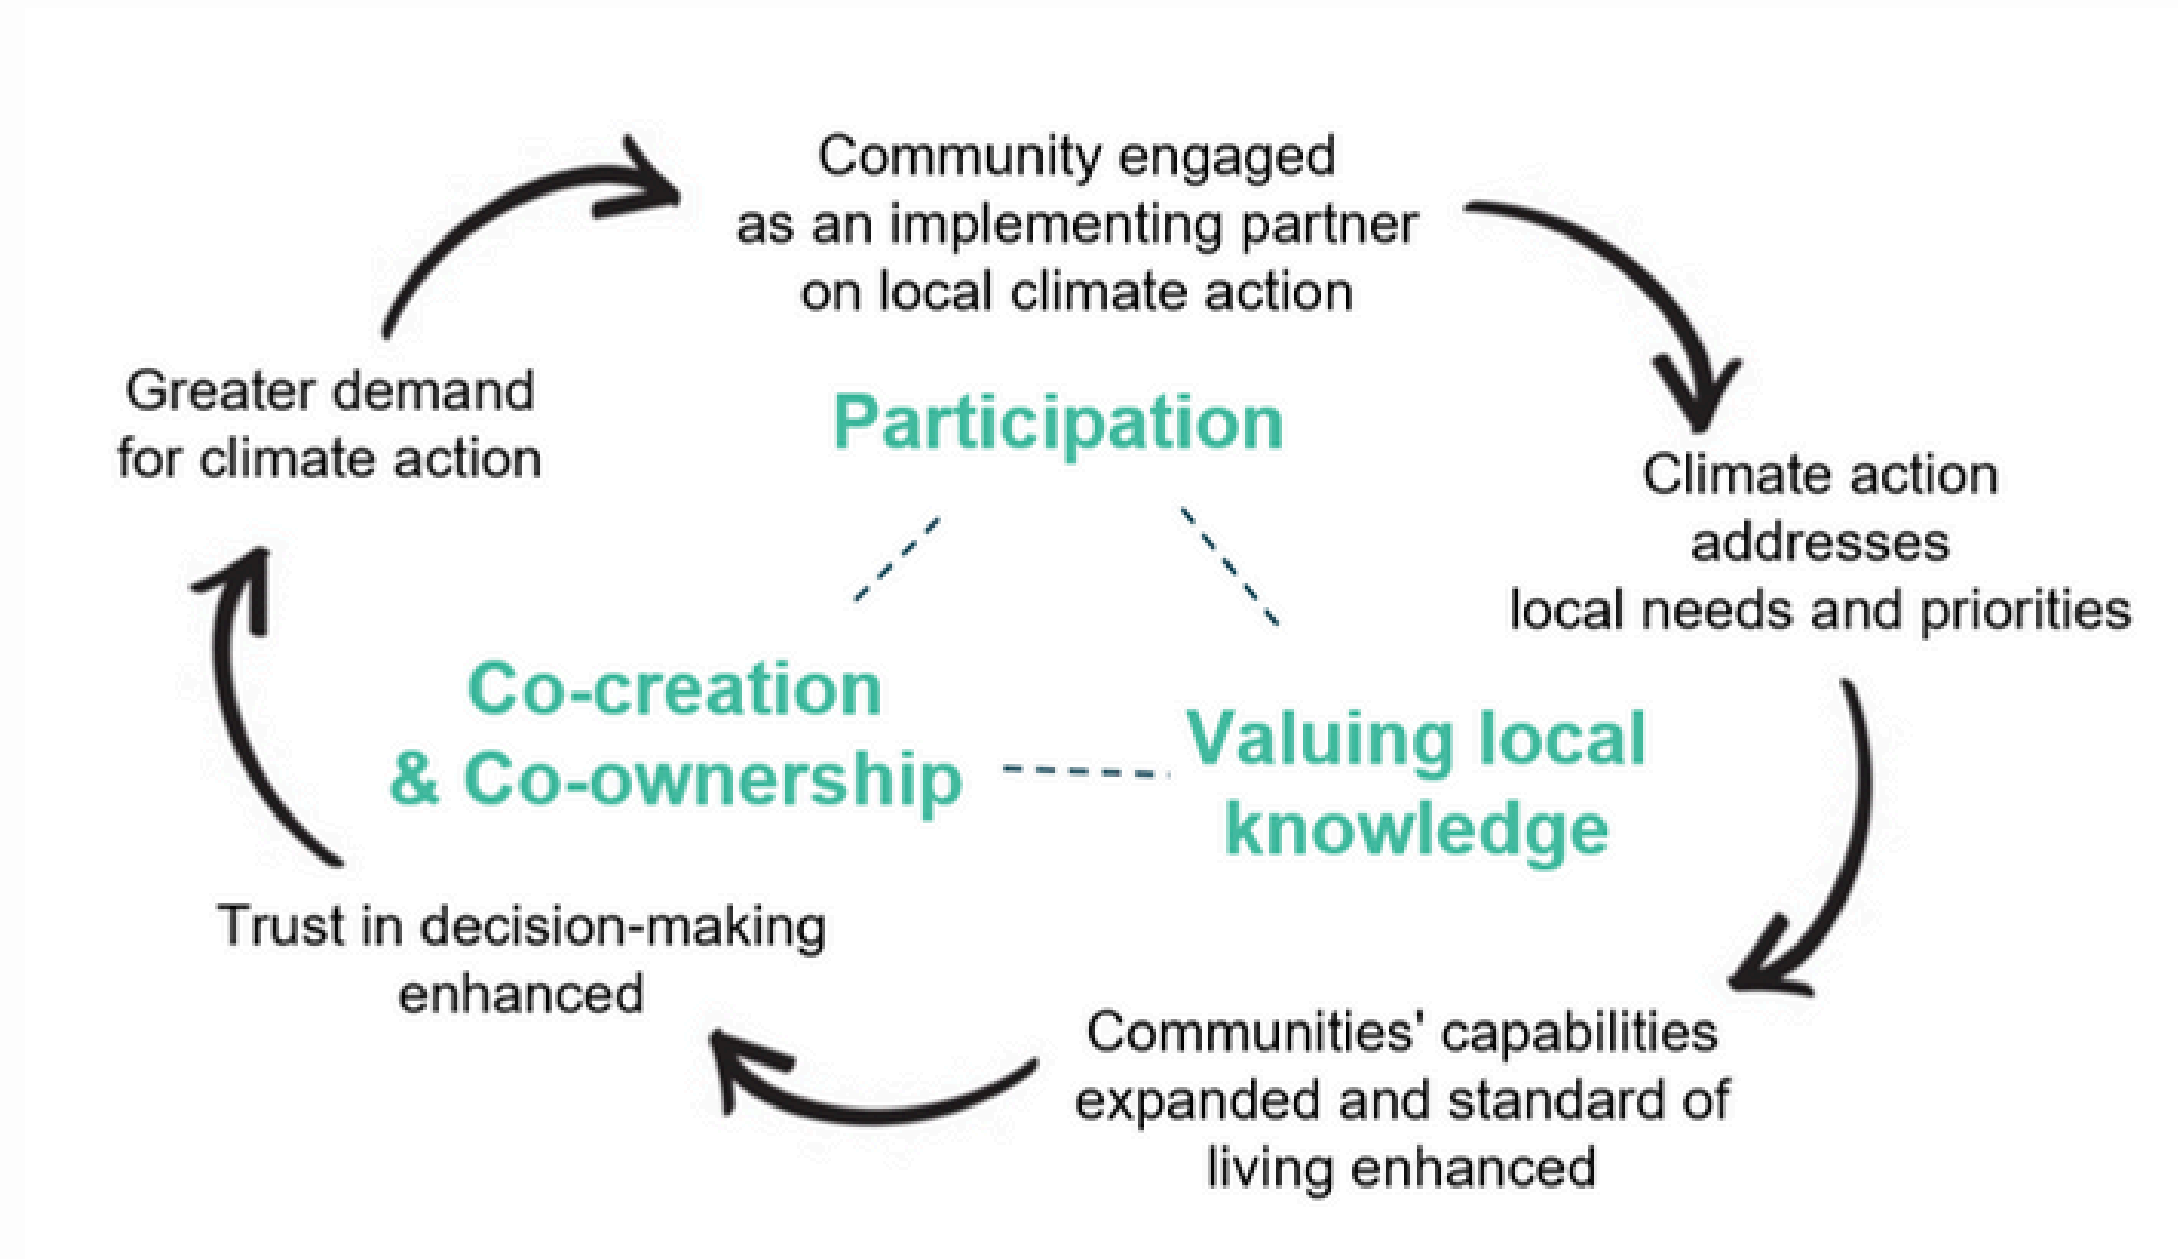 Community engaged
as an implementing partner
on local climate action
Greater demand
for climate action
Participation
Climate action
addresses
local needs and priorities
Co-creation
& Co-ownership
Valuing local
knowledge
Trust in decision-making
enhanced
Communities' capabilities
expanded and standard of
living enhanced